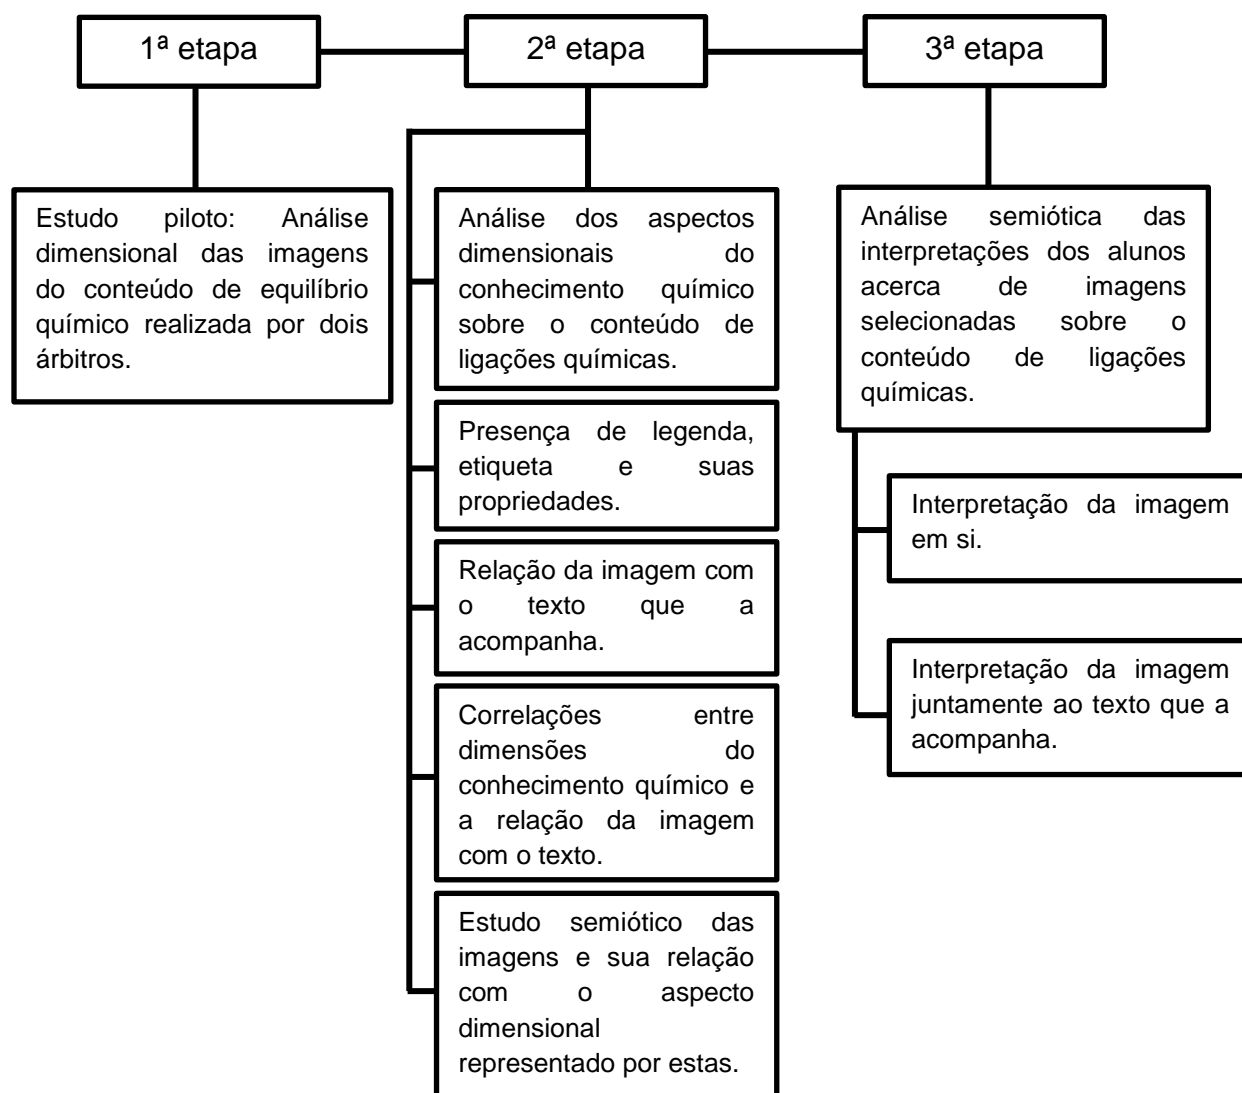 1ª etapa
2ª etapa
3ª etapa
Estudo piloto: Análise
dimensional das imagens
do conteúdo de equilíbrio
químico realizada por dois
árbitros.
Análise dos aspectos
dimensionais do
conhecimento químico
sobre o conteúdo de
ligações químicas.
Presença de legenda,
etiqueta e suas
propriedades.
Relação da imagem com
o texto que a
acompanha.
Correlações entre
dimensões do
conhecimento químico e
a relação da imagem
com o texto.
Estudo semiótico das
imagens e sua relação
com o aspecto
dimensional
representado por estas.
Análise semiótica das
interpretações dos alunos
acerca de imagens
selecionadas sobre o
conteúdo de ligações
químicas.
Interpretação da imagem
em si.
Interpretação da imagem
juntamente ao texto que a
acompanha.